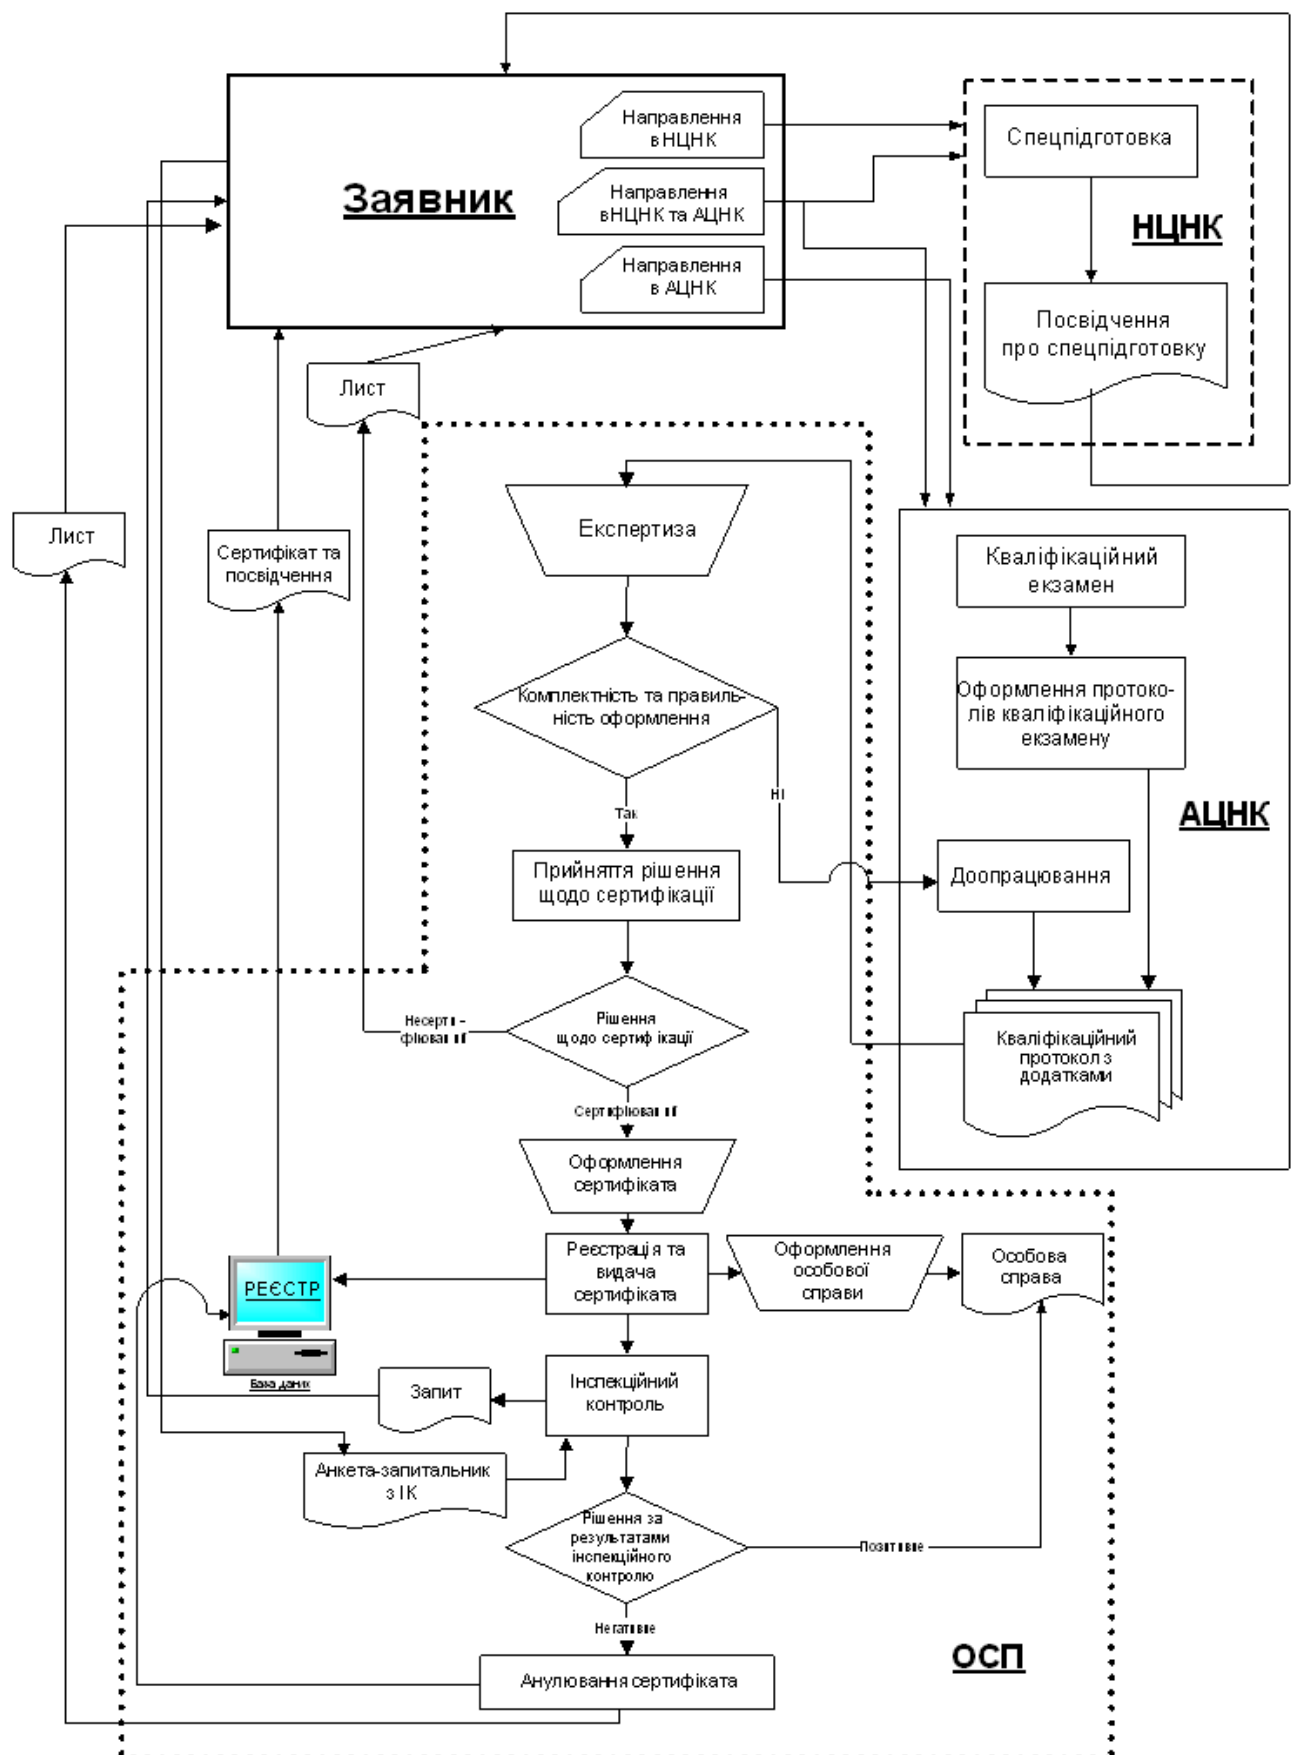 Направлення
в НЦНК
Заявник
Направлення
вНЦНК та АЦНК
Направлення
в АЦНК
Спецпідготовка
НЦНК
Посвідчення
про спецпідготовку
Лист
Лист
Сертифікат та
посвідчення
Експертиза
Кваліфікаційний
екзамен
Комплектність та правиль-
ність оформлення
Оформлення протоко-
лів кваліфікаційного
екзамену
Ні
Так
АЦНК
Прийняття рішення
щодо сертифікації
Доопрацювання
Несерти -
фікований
Рішення
щодо сертифікації
Кваліфікаційний
протокол з
додатками
Сертифікований
Оформлення
сертифіката
РЕЄСТР
База даних
Реєстрація та
видача
сертифіката
Оформлення
особової
справи
Особова
справа
Запит
Інспекційний
контроль
Анкета-запитальник
з ІК
Рішення за
результатами
інспекційного
контролю
Позитивне
Негативне
Анулювання сертифіката
ОСП